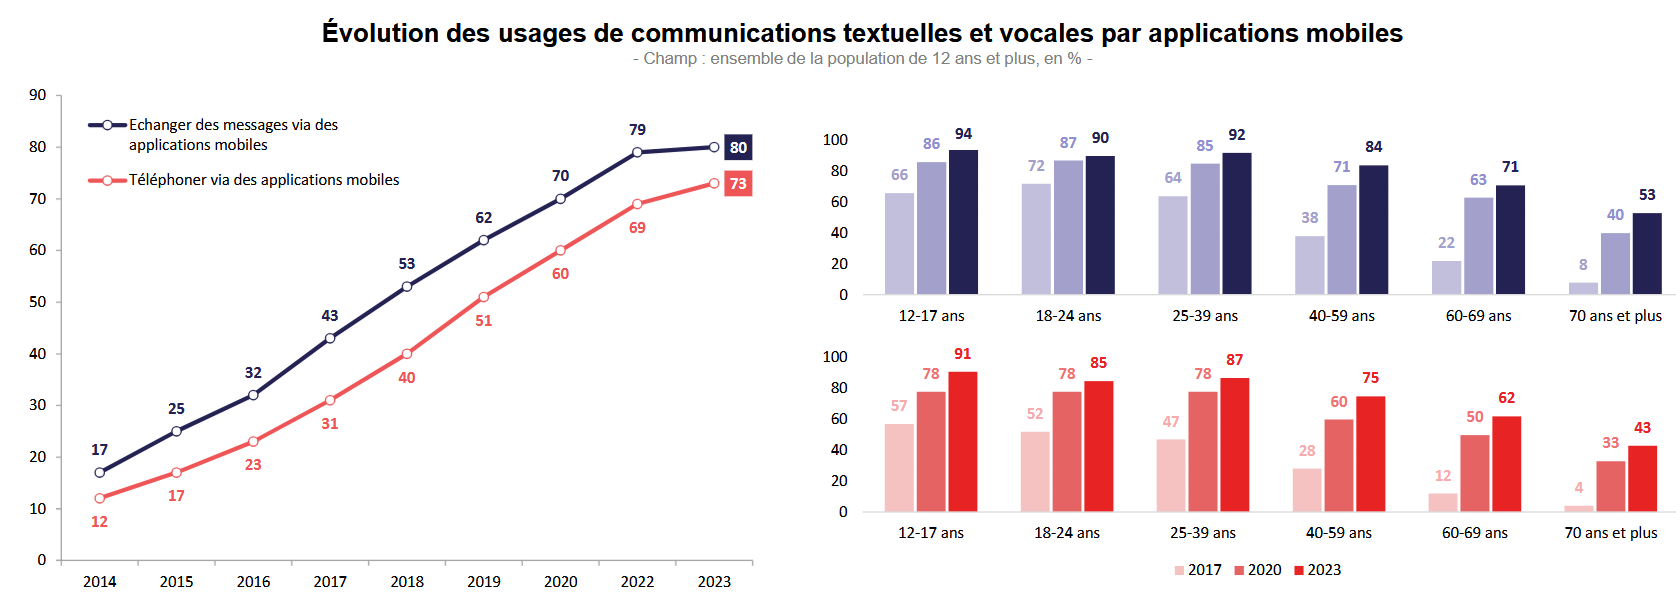 Évolution des usages de communications textuelles et vocales par applications mobiles
- Champ : ensemble de la population de 12 ans et plus, en % -
90
80
70
60
50
40
30
20
10
0
Echanger des messages via des
applications mobiles
Téléphoner via des applications mobiles
17 25 32 43 53 62 70 79 80
12 17 23 31 40 51 60 69 73
2014 2015 2016 2017 2018 2019 2020 2022 2023
100
80
60
40
20
0
66 86 94 72 87 90 64 85 92 38 71 84 22 63 71 8 40 53
12-17 ans 18-24 ans 25-39 ans 40-59 ans 60-69 ans 70 ans et plus
100
80
60
40
20
0
57 78 91 52 78 85 47 78 87 28 60 75 12 50 62 4 33 43
12-17 ans 18-24 ans 25-39 ans 40-59 ans 60-69 ans 70 ans et plus
2017 2020 2023